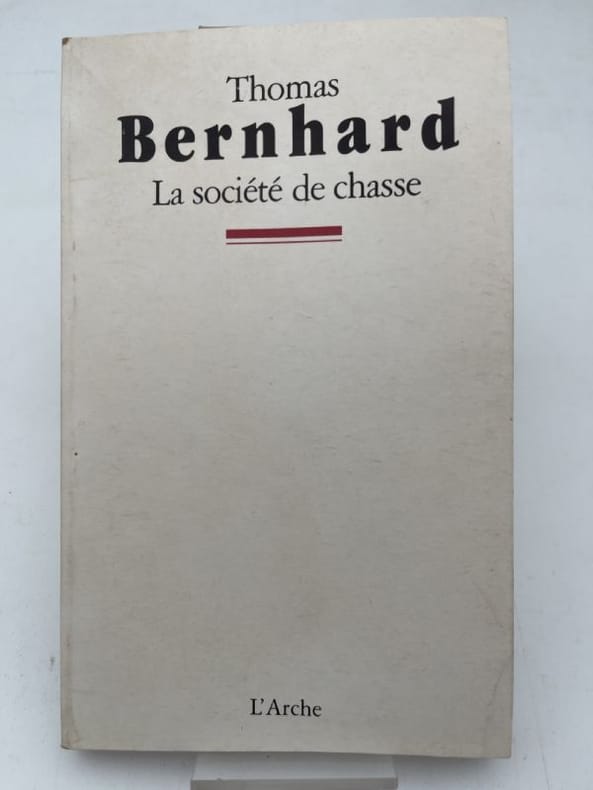 Thomas
Bernhard
La société de chasse
L'Arche